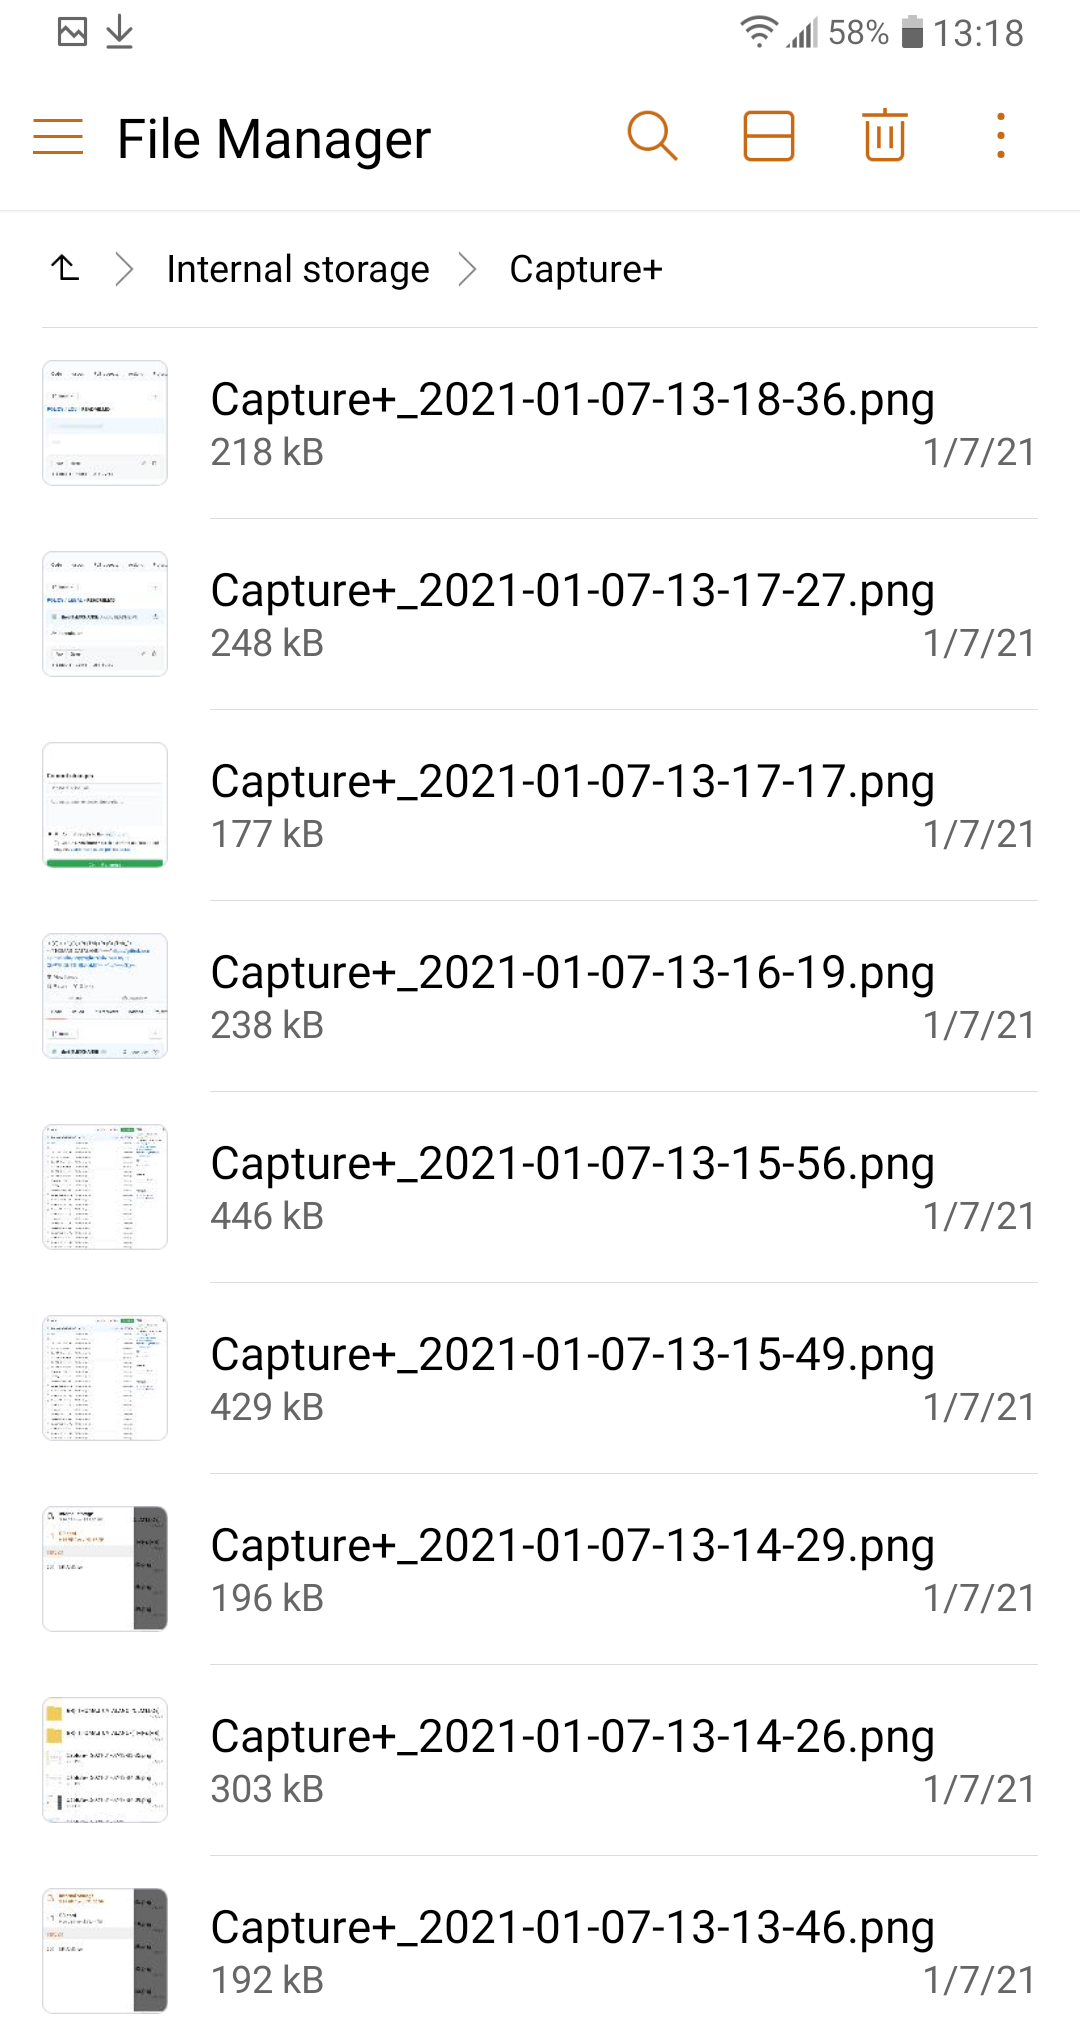 58% 13:18
File Manager
Internal storage Capture+
Capture+_2021-01-07-13-18-36.png
218 kB 1/7/21
Capture+_2021-01-07-13-17-27.png
248 kB 1/7/21
Capture+_2021-01-07-13-17-17.png
177 kB 1/7/21
Capture+_2021-01-07-13-16-19.png
238 kB 1/7/21
Capture+_2021-01-07-13-15-56.png
446 kB 1/7/21
Capture+_2021-01-07-13-15-49.png
429 kB 1/7/21
Capture+_2021-01-07-13-14-29.png
196 kB 1/7/21
Capture+_2021-01-07-13-14-26.png
303 kB 1/7/21
Capture+_2021-01-07-13-13-46.png
192 kB 1/7/21